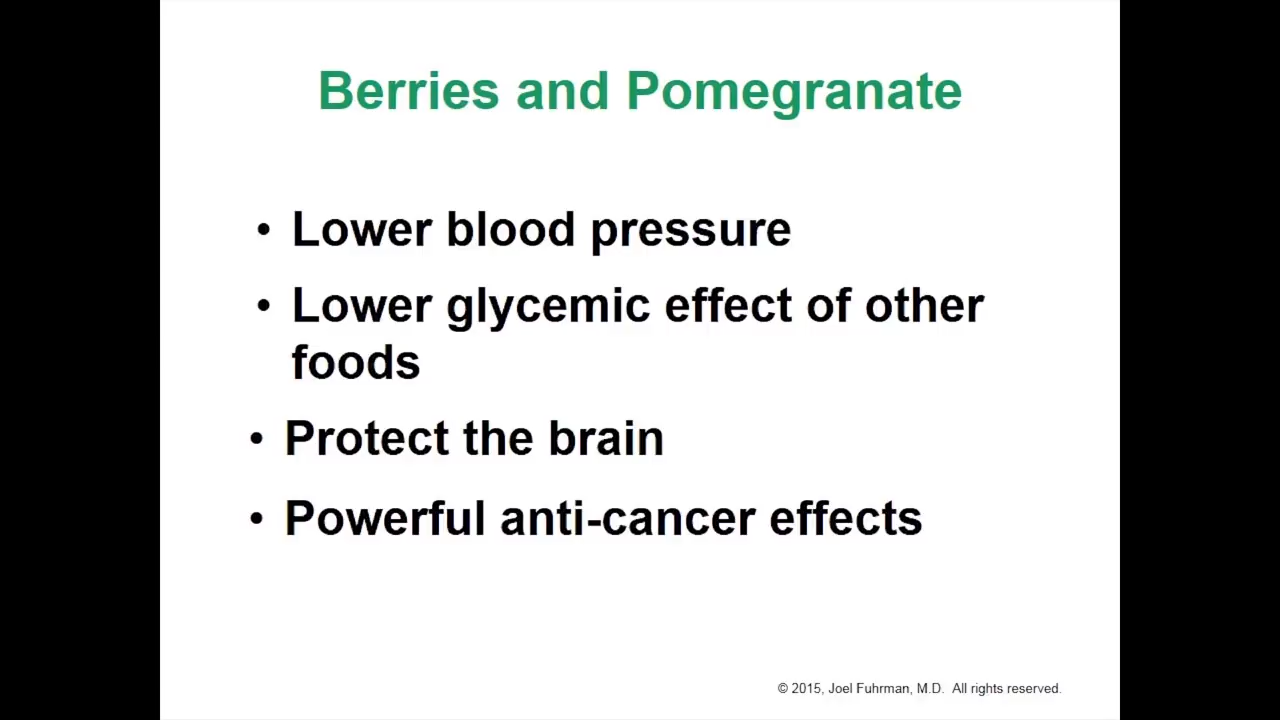 Berries and Pomegranate
• Lower blood pressure
• Lower glycemic effect of other
foods
• Protect the brain
• Powerful anti-cancer effects
© 2015, Joel Fuhrman, M.D. All rights reserved.